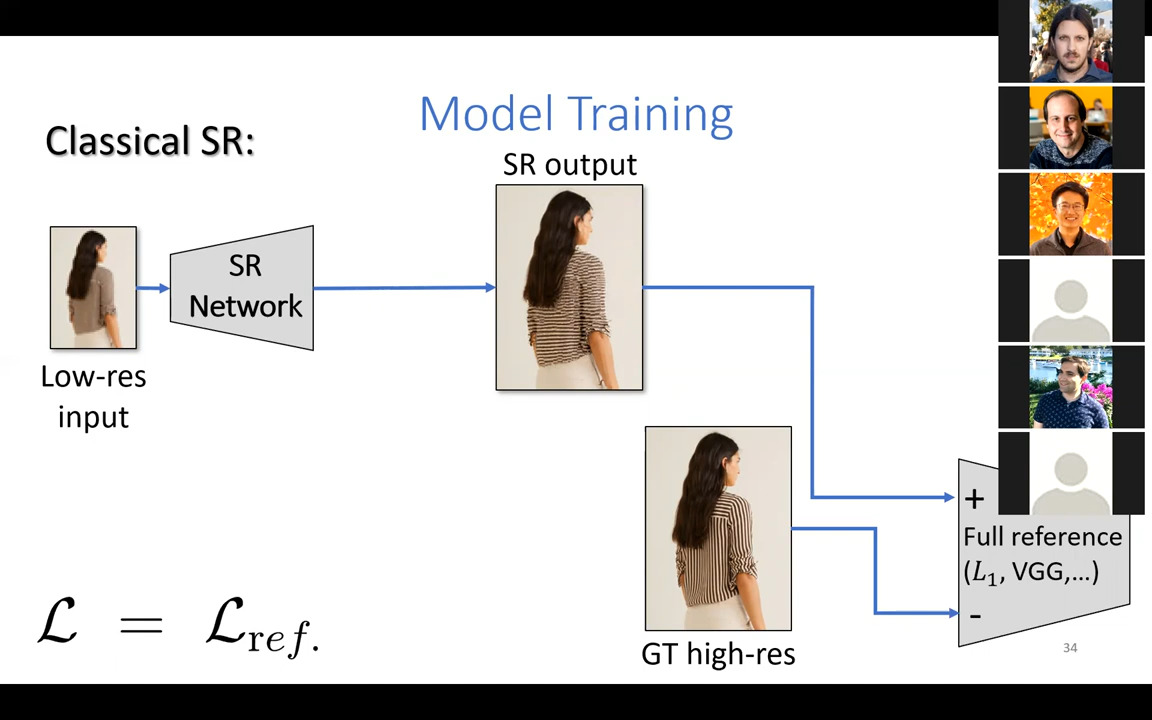 Model Training
Classical SR:
SR output
SR
Network
Low-res
input
+
Full reference
(L₁, VGG,...)
-
ℒ = ℒref.
GT high-res
34